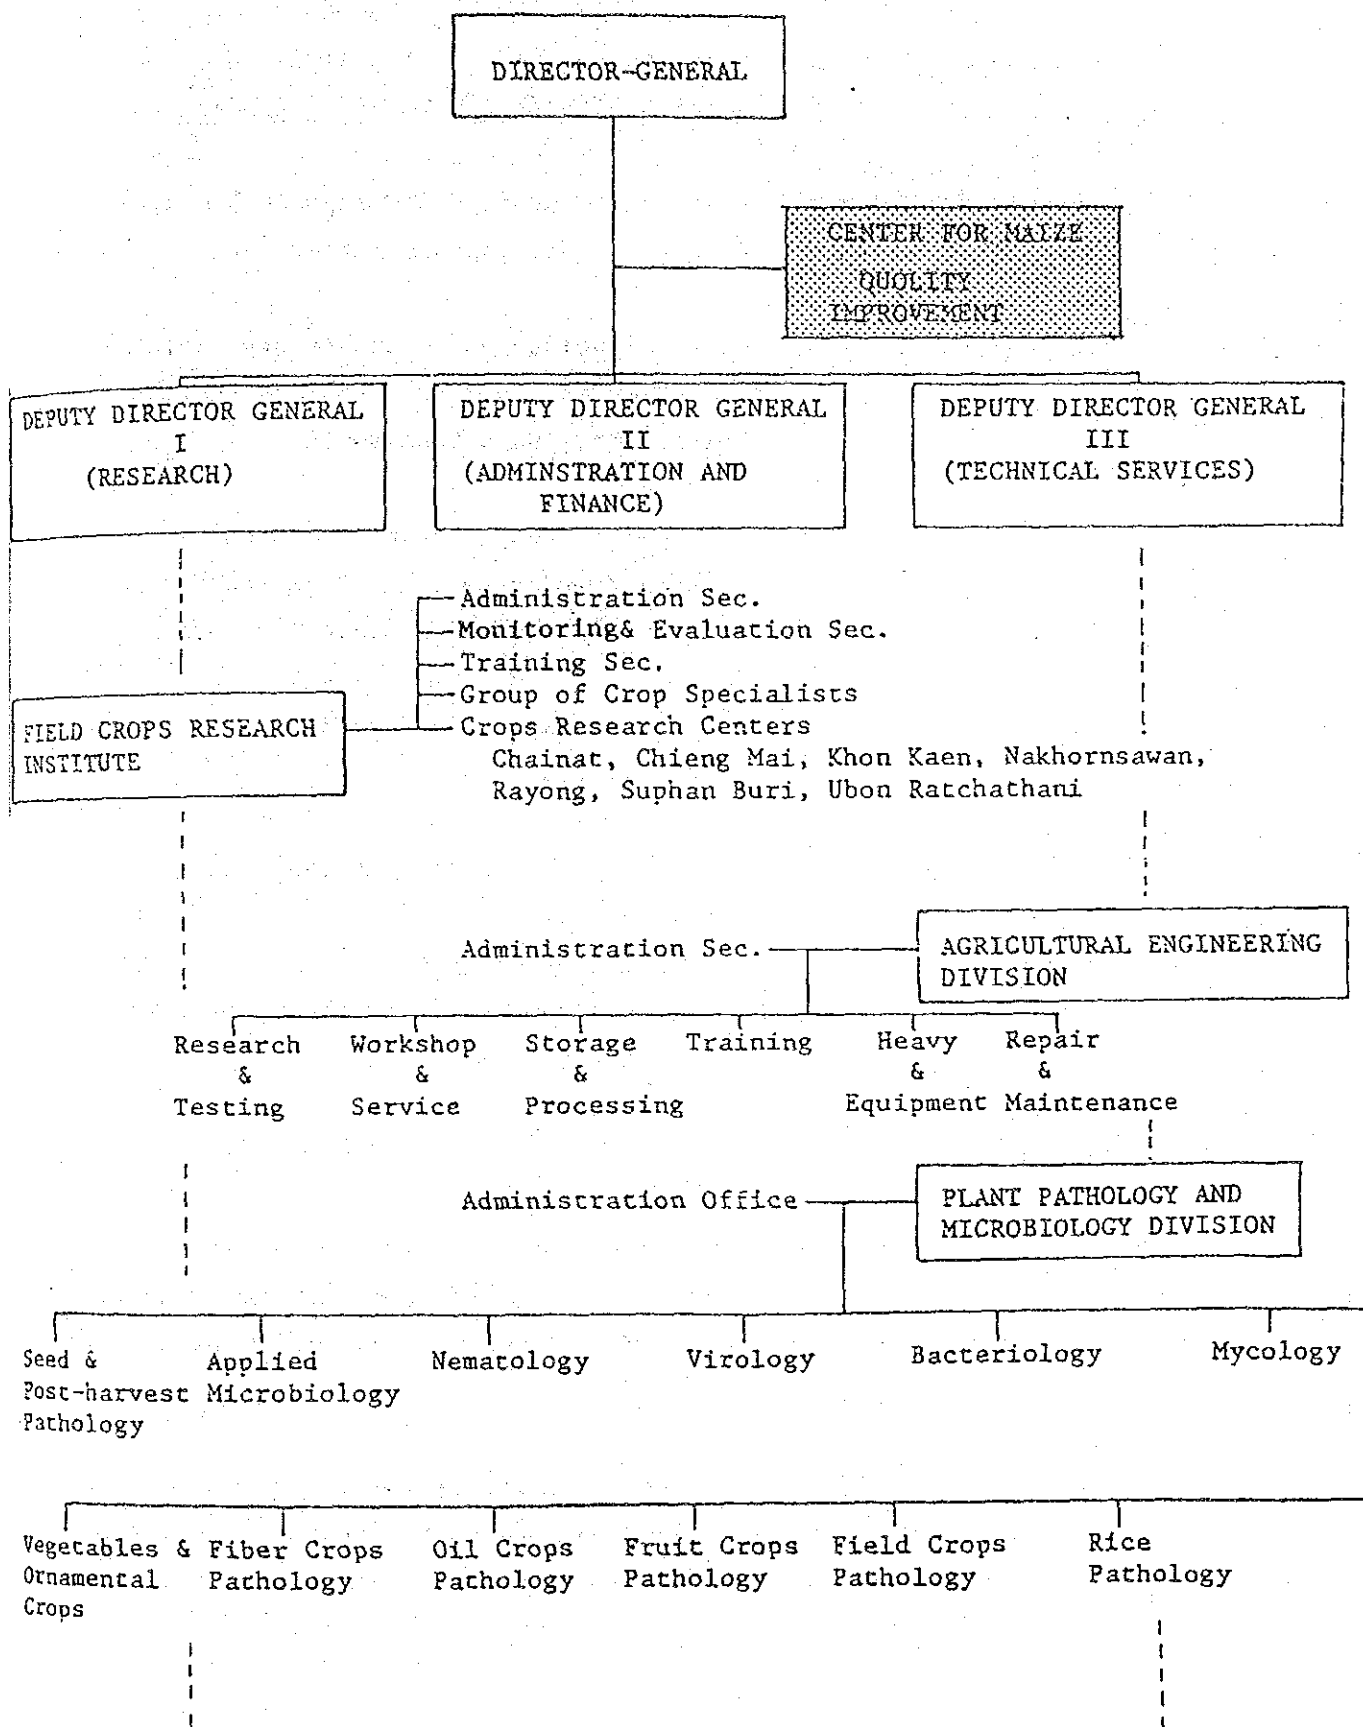 DIRECTOR-GENERAL
CENTER FOR MAIZE
QUOLITY
IMPROVEMENT
DEPUTY DIRECTOR GENERAL
I
(RESEARCH)
DEPUTY DIRECTOR GENERAL
II
(ADMINSTRATION AND
FINANCE)
DEPUTY DIRECTOR GENERAL
III
(TECHNICAL SERVICES)
Administration Sec.
Monitoring& Evaluation Sec.
Training Sec.
Group of Crop Specialists
Crops Research Centers
Chainat, Chieng Mai, Khon Kaen, Nakhornsawan,
Rayong, Suphan Buri, Ubon Ratchathani
FIELD CROPS RESEARCH
INSTITUTE
Administration Sec.
AGRICULTURAL ENGINEERING
DIVISION
Research
&
Testing
Workshop
&
Service
Storage
&
Processing
Training
Heavy
&
Equipment
Repair
&
Maintenance
Administration Office
PLANT PATHOLOGY AND
MICROBIOLOGY DIVISION
Seed &
Post-harvest
Pathology
Applied
Microbiology
Nematology
Virology
Bacteriology
Mycology
Vegetables &
Ornamental
Crops
Fiber Crops
Pathology
Oil Crops
Pathology
Fruit Crops
Pathology
Field Crops
Pathology
Rice
Pathology